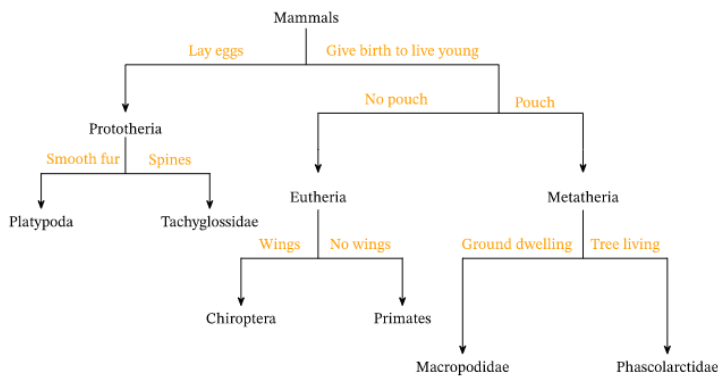 Mammals
Lay eggs
Give birth to live young
No pouch
Pouch
Prototheria
Smooth fur
Spines
Eutheria
Metatheria
Platypoda
Tachyglossidae
Wings
No wings
Ground dwelling
Tree living
Chiroptera
Primates
Macropodidae
Phascolarctidae